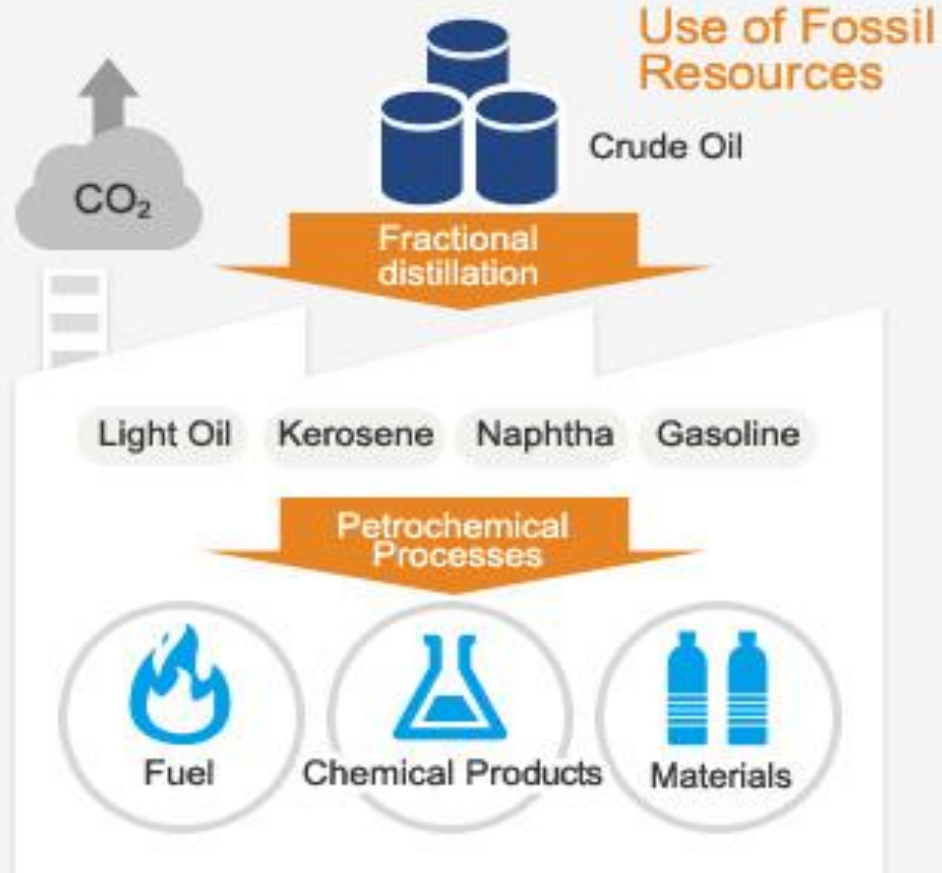 Use of Fossil
Resources
Crude Oil
CO₂
Fractional
distillation
Light Oil
Kerosene
Naphtha
Gasoline
Petrochemical
Processes
Fuel
Chemical Products
Materials